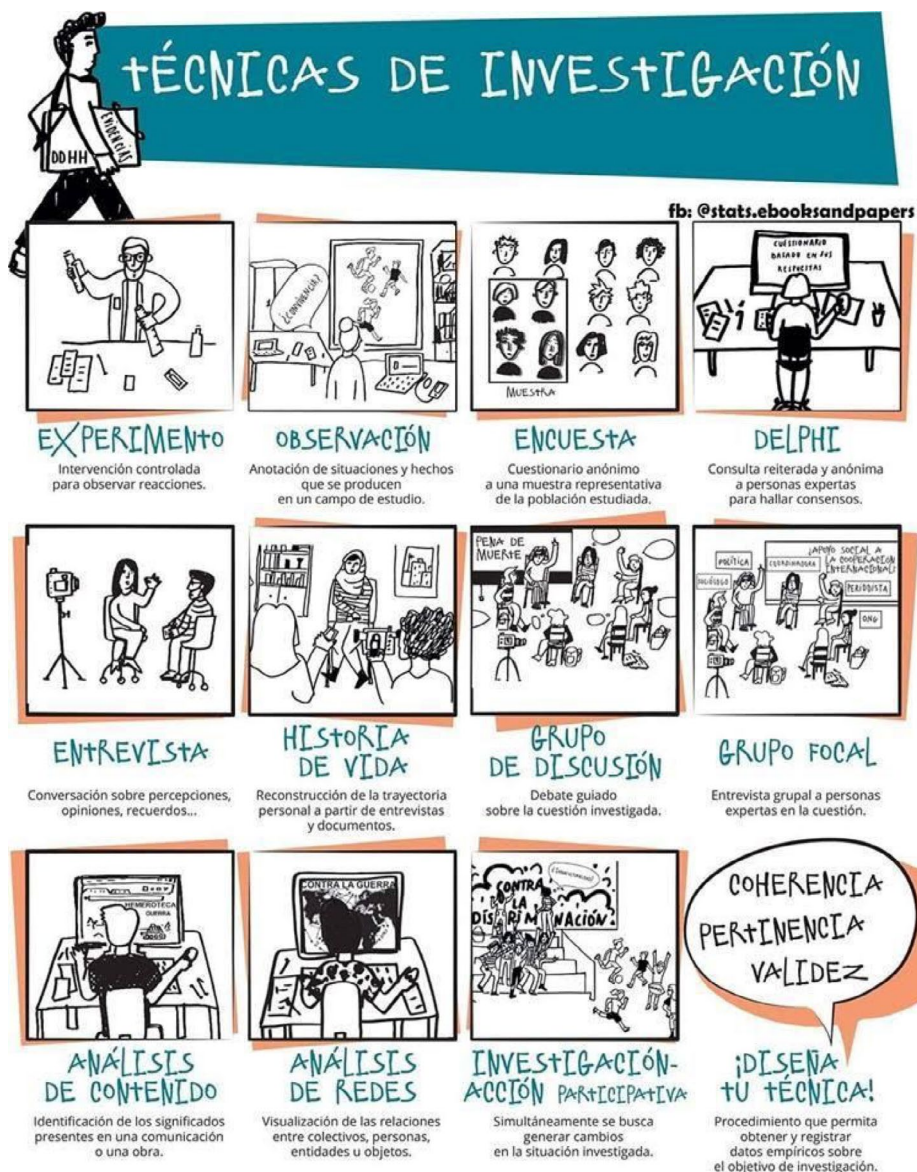 TÉCNICAS DE INVESTIGACIÓN
DDHH
EVIDENCIAS
fb: @stats.ebooksandpapers
¿CONVIVENCIA?
MUESTRA
CUESTIONARIO
BASADO EN SUS
RESPUESTAS
EXPERIMENTO
Intervención controlada
para observar reacciones.
OBSERVACIÓN
Anotación de situaciones y hechos
que se producen
en un campo de estudio.
ENCUESTA
Cuestionario anónimo
a una muestra representativa
de la población estudiada.
DELPHI
Consulta reiterada y anónima
a personas expertas
para hallar consensos.
PENA DE
MUERTE
¿APOYO SOCIAL A
LA COOPERACIÓN
INTERNACIONAL?
POLÍTICA
COORDINADORA
SOCIÓLOGO
PERIODISTA
ONG
ENTREVISTA
Conversación sobre percepciones,
opiniones, recuerdos...
HISTORIA
DE VIDA
Reconstrucción de la trayectoria
personal a partir de entrevistas
y documentos.
GRUPO
DE DISCUSIÓN
Debate guiado
sobre la cuestión investigada.
GRUPO FOCAL
Entrevista grupal a personas
expertas en la cuestión.
HEMEROTECA
GUERRA
CONTRA LA GUERRA
CONTRA
LA
DISCRIMINACIÓN
COHERENCIA
PERTINENCIA
VALIDEZ
ANÁLISIS
DE CONTENIDO
Identificación de los significados
presentes en una comunicación
o una obra.
ANÁLISIS
DE REDES
Visualización de las relaciones
entre colectivos, personas,
entidades u objetos.
INVESTIGACIÓN-
ACCIÓN PARTICIPATIVA
Simultáneamente se busca
generar cambios
en la situación investigada.
¡DISEÑA
TU TÉCNICA!
Procedimiento que permita
obtener y registrar
datos empíricos sobre
el objetivo de investigación.